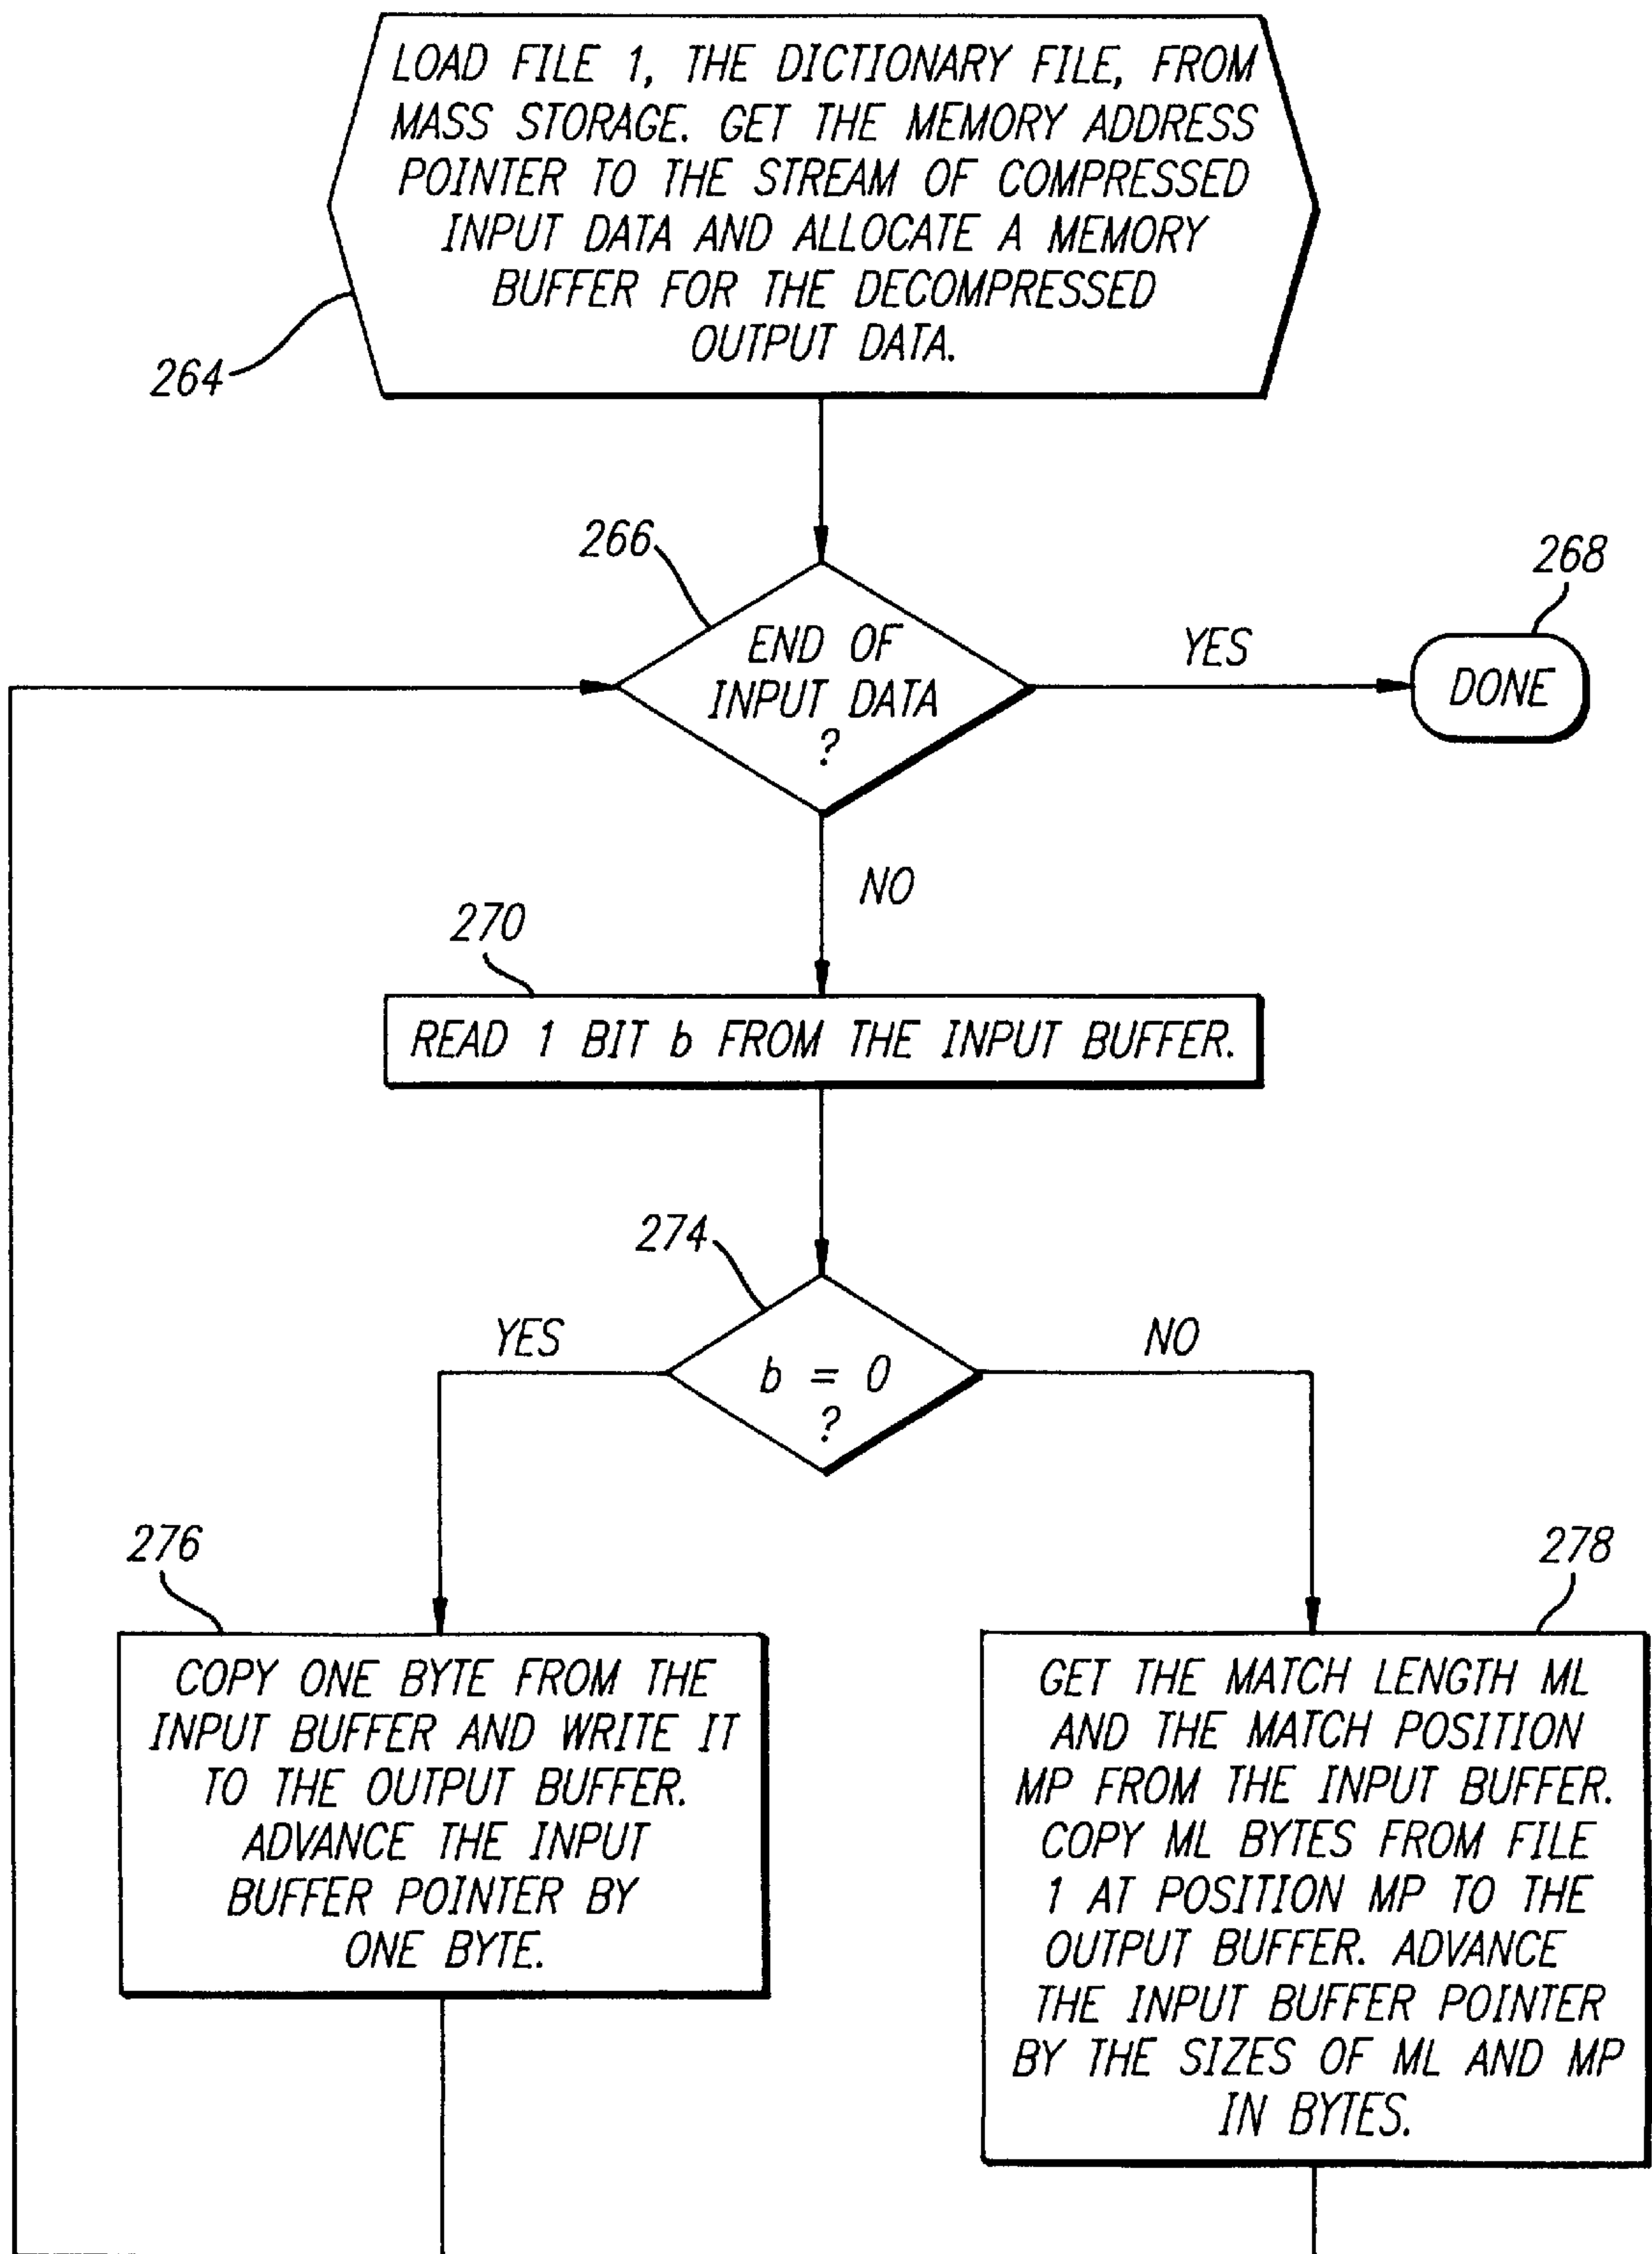 LOAD FILE 1, THE DICTIONARY FILE, FROM
MASS STORAGE. GET THE MEMORY ADDRESS
POINTER TO THE STREAM OF COMPRESSED
INPUT DATA AND ALLOCATE A MEMORY
BUFFER FOR THE DECOMPRESSED
OUTPUT DATA.
264
266
268
END OF
INPUT DATA
?
YES
DONE
NO
270
READ 1 BIT b FROM THE INPUT BUFFER.
274
YES
NO
b = 0
?
276
278
COPY ONE BYTE FROM THE
INPUT BUFFER AND WRITE IT
TO THE OUTPUT BUFFER.
ADVANCE THE INPUT
BUFFER POINTER BY
ONE BYTE.
GET THE MATCH LENGTH ML
AND THE MATCH POSITION
MP FROM THE INPUT BUFFER.
COPY ML BYTES FROM FILE
1 AT POSITION MP TO THE
OUTPUT BUFFER. ADVANCE
THE INPUT BUFFER POINTER
BY THE SIZES OF ML AND MP
IN BYTES.